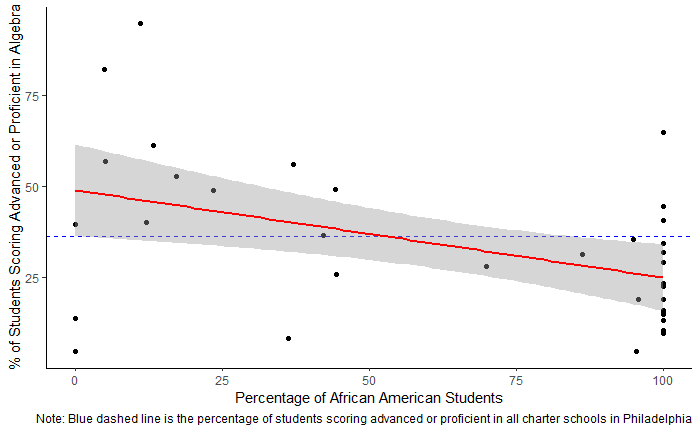 % of Students Scoring Advanced or Proficient in Algebra
75
50
25
0
25
50
75
100
Percentage of African American Students
Note: Blue dashed line is the percentage of students scoring advanced or proficient in all charter schools in Philadelphia